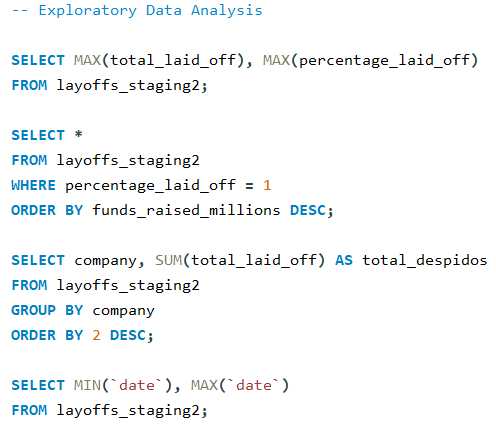 -- Exploratory Data Analysis
SELECT MAX(total_laid_off), MAX(percentage_laid_off)
FROM layoffs_staging2;
SELECT *
FROM layoffs_staging2
WHERE percentage_laid_off = 1
ORDER BY funds_raised_millions DESC;
SELECT company, SUM(total_laid_off) AS total_despidos
FROM layoffs_staging2
GROUP BY company
ORDER BY 2 DESC;
SELECT MIN(`date`), MAX(`date`)
FROM layoffs_staging2;